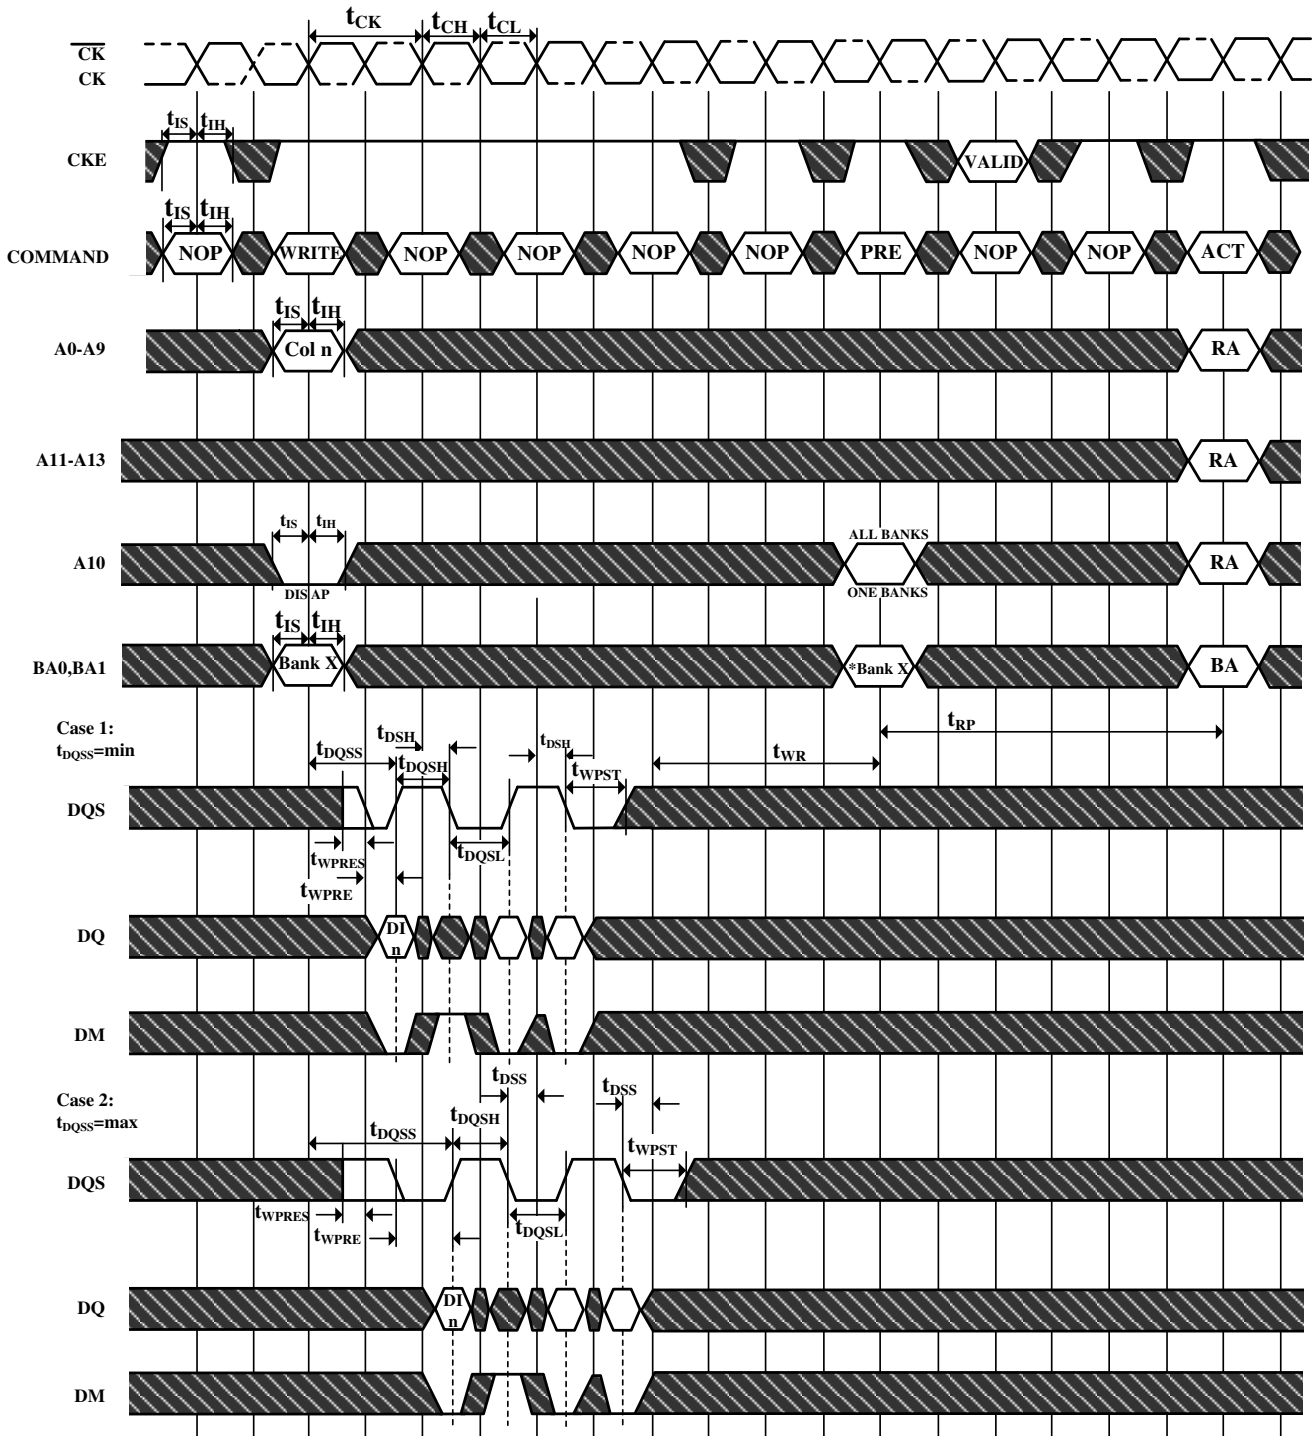 tCK tCH tCL
CK
CK
tIS tIH
CKE VALID
tIS tIH
COMMAND NOP WRITE NOP NOP NOP NOP PRE NOP NOP ACT
tIS tIH
A0-A9 Col n RA
A11-A13 RA
tIS tIH ALL BANKS
A10 RA
DIS AP ONE BANKS
tIS tIH
BA0,BA1 Bank X *Bank X BA
Case 1:
tDQSS=min
tDSH tDSH tRP
tDQSS tDQSH tWPST tWR
DQS
tWPRES tDQSL
tWPRE
DQ DI
n
DM
tDSS tDSS
Case 2:
tDQSS=max
tDQSS tDQSH tWPST
DQS
tWPRES tWPRE tDQSL
DQ DI
n
DM